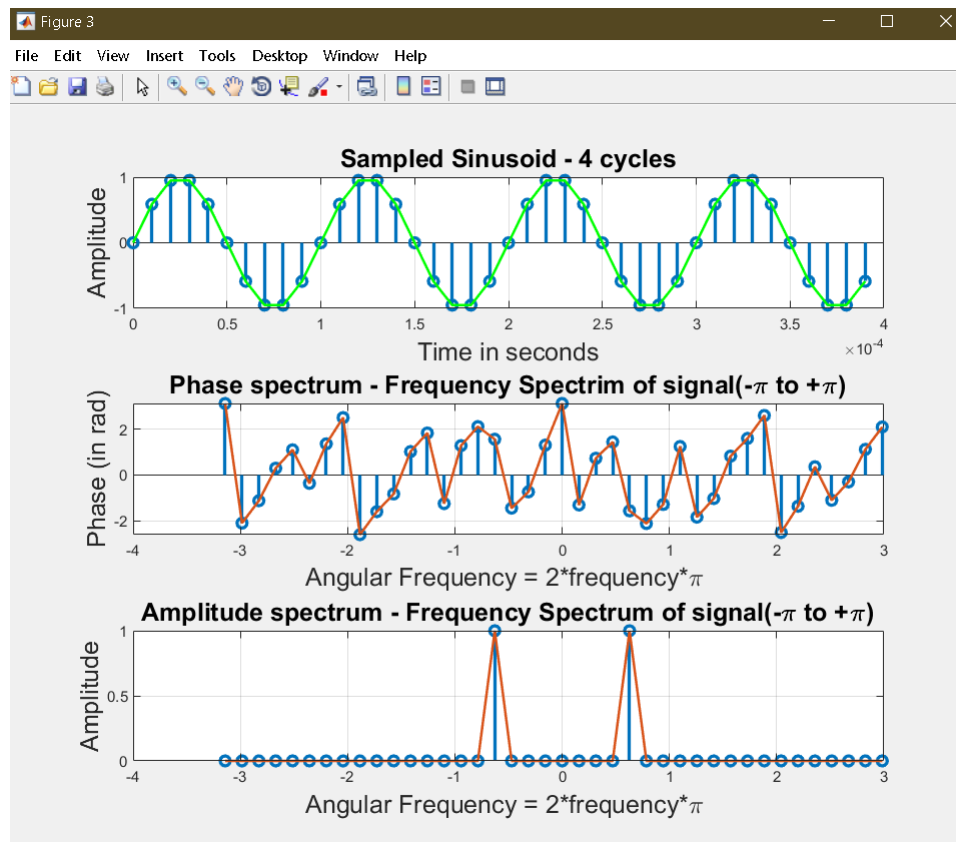 Figure 3
File Edit View Insert Tools Desktop Window Help
Sampled Sinusoid - 4 cycles
Amplitude
1
0
-1
0 0.5 1 1.5 2 2.5 3 3.5 4
×10-4
Time in seconds
Phase spectrum - Frequency Spectrim of signal(-π to +π)
Phase (in rad)
2
0
-2
-4 -3 -2 -1 0 1 2 3
Angular Frequency = 2*frequency*π
Amplitude spectrum - Frequency Spectrum of signal(-π to +π)
Amplitude
1
0.5
0
-4 -3 -2 -1 0 1 2 3
Angular Frequency = 2*frequency*π